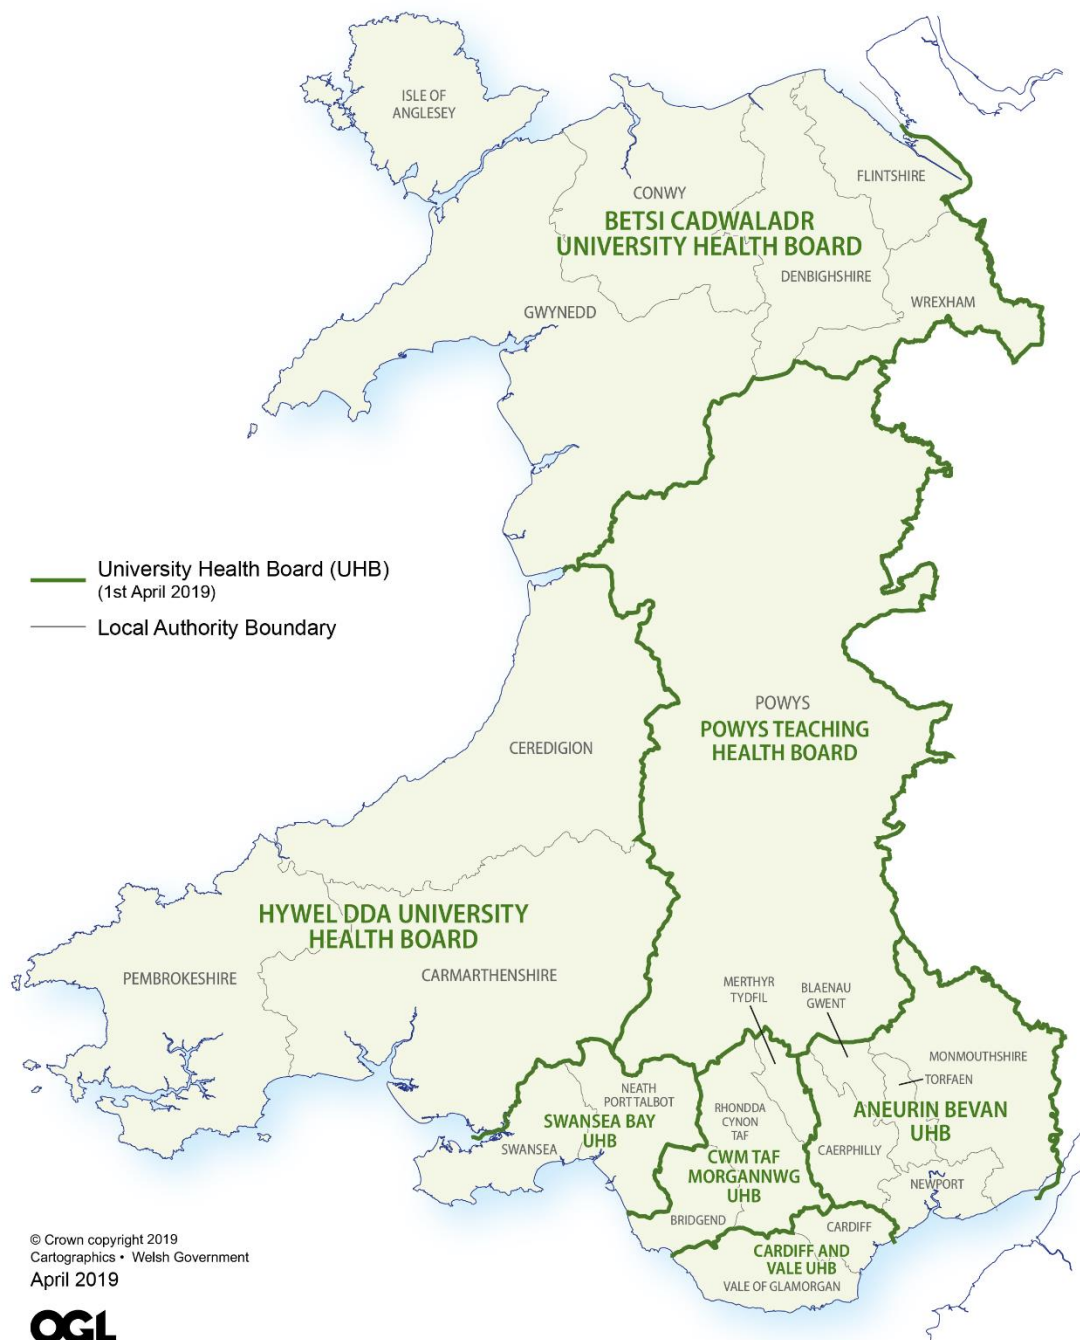 ISLE OF
ANGLESEY
FLINTSHIRE
CONWY
BETSI CADWALADR
UNIVERSITY HEALTH BOARD
DENBIGHSHIRE
WREXHAM
GWYNEDD
University Health Board (UHB)
(1st April 2019)
Local Authority Boundary
POWYS
POWYS TEACHING
HEALTH BOARD
CEREDIGION
HYWEL DDA UNIVERSITY
HEALTH BOARD
PEMBROKESHIRE
CARMARTHENSHIRE
MERTHYR
TYDFIL
BLAENAU
GWENT
MONMOUTHSHIRE
TORFAEN
NEATH
PORT TALBOT
SWANSEA BAY
UHB
SWANSEA
RHONDDA
CYNON
TAF
CWM TAF
MORGANNWG
UHB
ANEURIN BEVAN
UHB
CAERPHILLY
NEWPORT
BRIDGEND
CARDIFF
CARDIFF AND
VALE UHB
VALE OF GLAMORGAN
© Crown copyright 2019
Cartographics • Welsh Government
April 2019
OGL